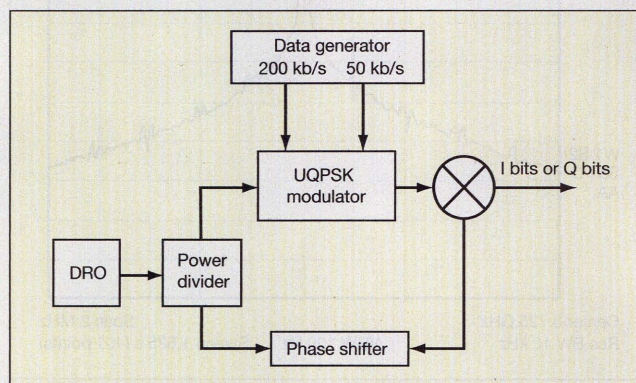 Data generator
200 kb/s 50 kb/s
UQPSK
modulator
I bits or Q bits
DRO
Power
divider
Phase shifter